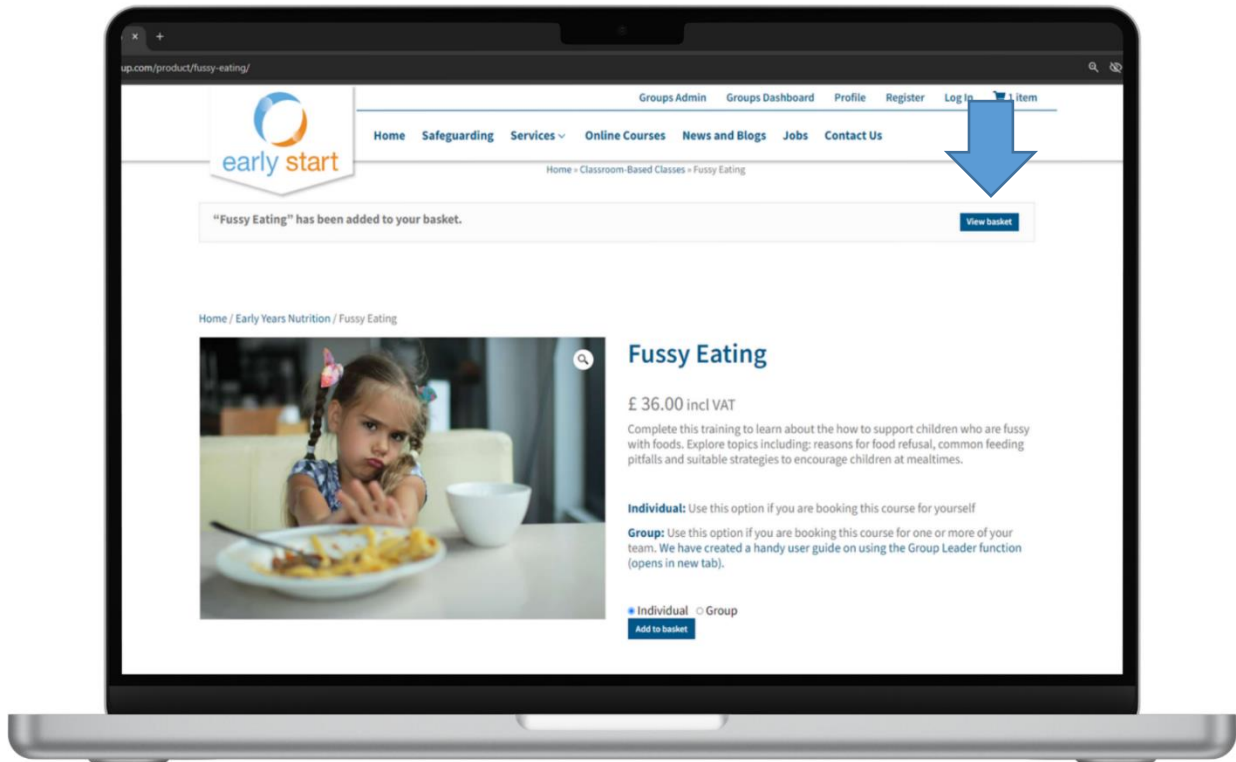 × +
up.com/product/fussy-eating/
Groups Admin Groups Dashboard Profile Register Log In 1 item
early start
Home Safeguarding Services Online Courses News and Blogs Jobs Contact Us
Home » Classroom-Based Classes » Fussy Eating
“Fussy Eating” has been added to your basket.
View basket
Home / Early Years Nutrition / Fussy Eating
Fussy Eating
£ 36.00 incl VAT
Complete this training to learn about the how to support children who are fussy
with foods. Explore topics including: reasons for food refusal, common feeding
pitfalls and suitable strategies to encourage children at mealtimes.
Individual: Use this option if you are booking this course for yourself
Group: Use this option if you are booking this course for one or more of your
team. We have created a handy user guide on using the Group Leader function
(opens in new tab).
Individual Group
Add to basket